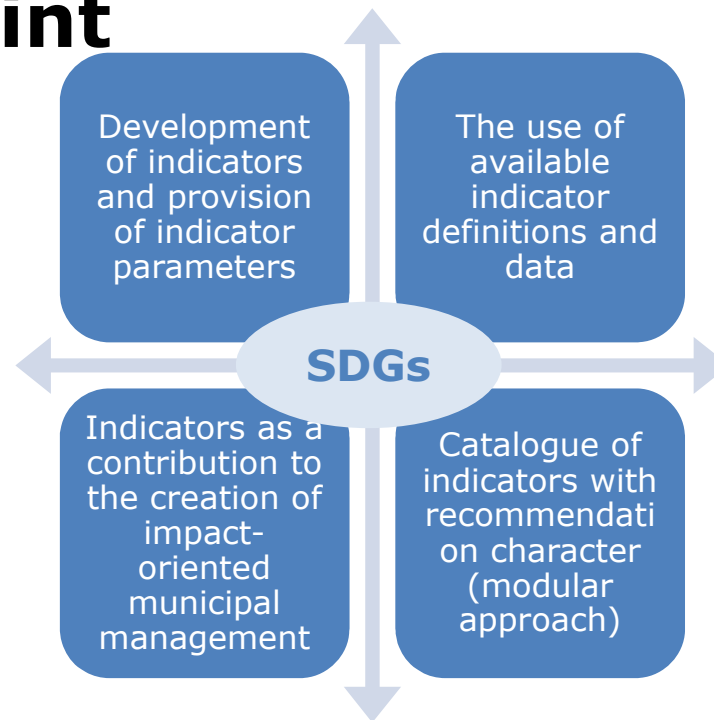 int
Development
of indicators
and provision
of indicator
parameters
The use of
available
indicator
definitions and
data
SDGs
Indicators as a
contribution to
the creation of
impact-
oriented
municipal
management
Catalogue of
indicators with
recommendati
on character
(modular
approach)